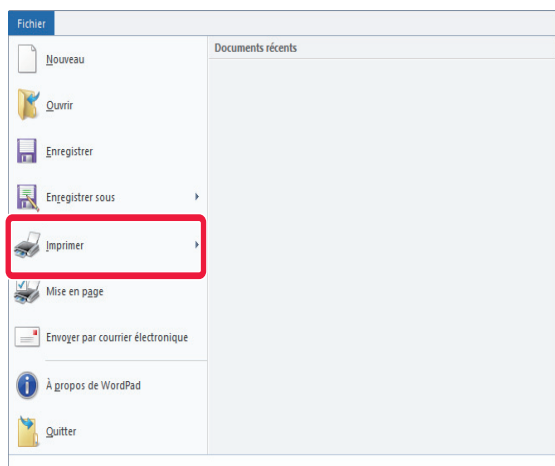 Fichier
Documents récents
Nouveau
Ouvrir
Enregistrer
Enregistrer sous
Imprimer
Mise en page
Envoyer par courrier électronique
À propos de WordPad
Quitter